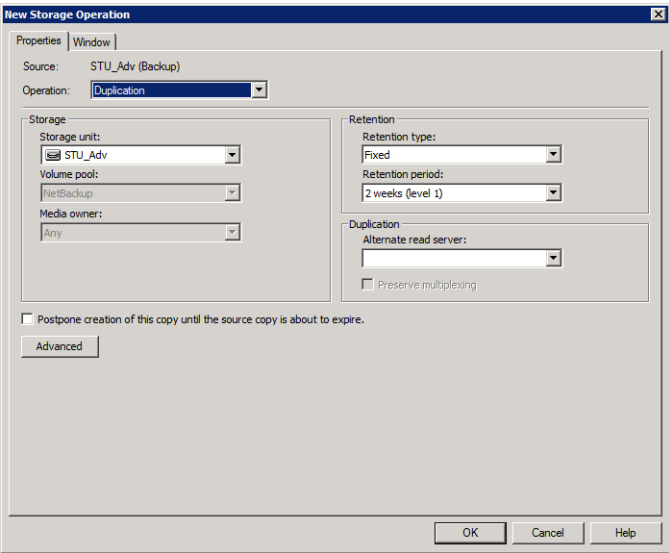 New Storage Operation
Properties
Window
Source:
STU_Adv (Backup)
Operation:
Duplication
Storage
Storage unit:
STU_Adv
Volume pool:
NetBackup
Media owner:
Any
Retention
Retention type:
Fixed
Retention period:
2 weeks (level 1)
Duplication
Alternate read server:
Preserve multiplexing
Postpone creation of this copy until the source copy is about to expire.
Advanced
OK
Cancel
Help